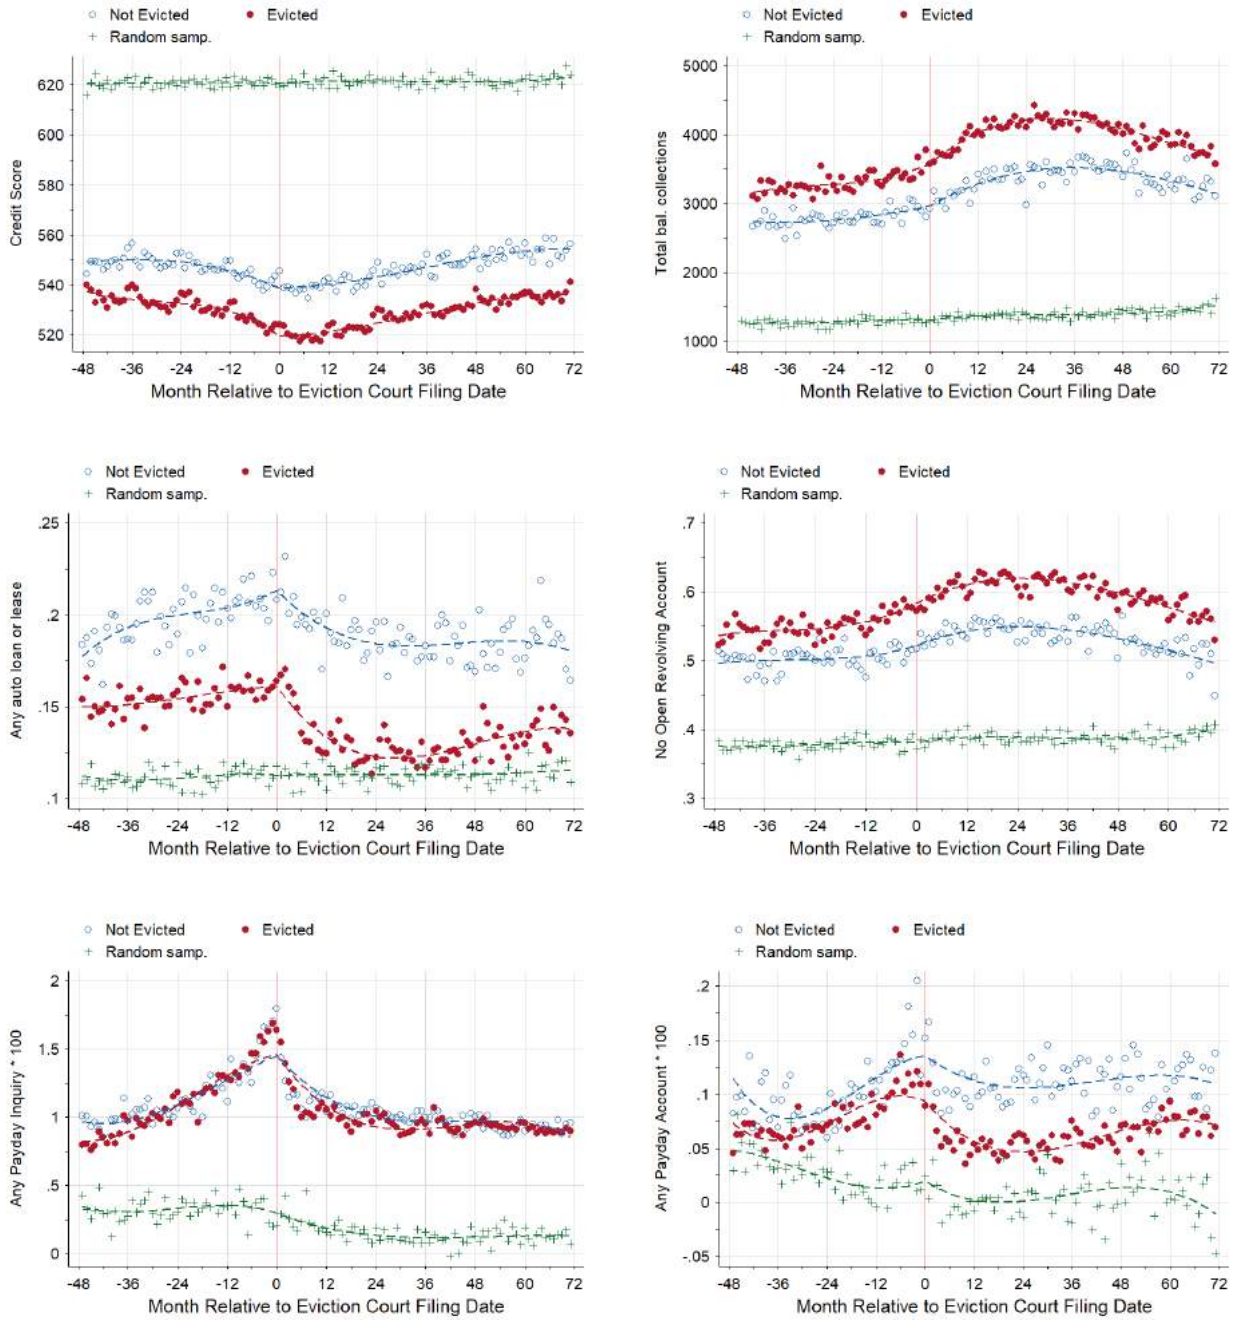 Not Evicted Evicted
Random samp.
620
600
580
560
540
520
Credit Score
-48 -36 -24 -12 0 12 24 36 48 60 72
Month Relative to Eviction Court Filing Date
Not Evicted Evicted
Random samp.
5000
4000
3000
2000
1000
Total bal. collections
-48 -36 -24 -12 0 12 24 36 48 60 72
Month Relative to Eviction Court Filing Date
Not Evicted Evicted
Random samp.
.25
.2
.15
.1
Any auto loan or lease
-48 -36 -24 -12 0 12 24 36 48 60 72
Month Relative to Eviction Court Filing Date
Not Evicted Evicted
Random samp.
.7
.6
.5
.4
.3
No Open Revolving Account
-48 -36 -24 -12 0 12 24 36 48 60 72
Month Relative to Eviction Court Filing Date
Not Evicted Evicted
Random samp.
2
1.5
1
.5
0
Any Payday Inquiry * 100
-48 -36 -24 -12 0 12 24 36 48 60 72
Month Relative to Eviction Court Filing Date
Not Evicted Evicted
Random samp.
.2
.15
.1
.05
0
-.05
Any Payday Account * 100
-48 -36 -24 -12 0 12 24 36 48 60 72
Month Relative to Eviction Court Filing Date